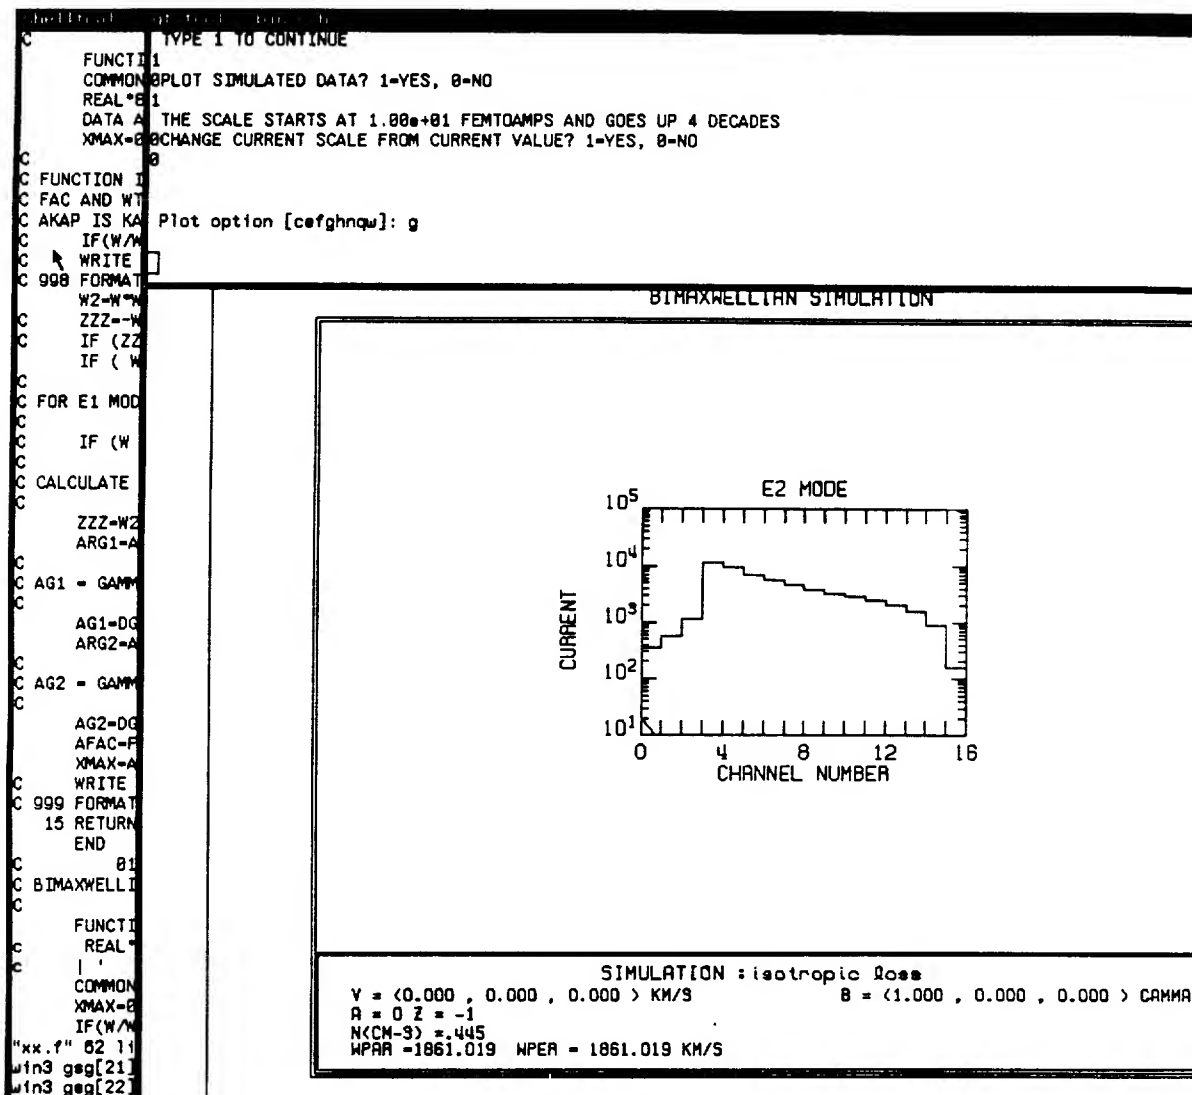 shelltool
C TYPE 1 TO CONTINUE
FUNCTI 1
COMMON 0PLOT SIMULATED DATA? 1=YES, 0=NO
REAL*8 1
DATA A THE SCALE STARTS AT 1.00e+01 FEMTOAMPS AND GOES UP 4 DECADES
XMAX=0 0CHANGE CURRENT SCALE FROM CURRENT VALUE? 1=YES, 0=NO
C 0
C FUNCTION I
C FAC AND WT
C AKAP IS KA Plot option [cefghnqw]: g
C IF(W/W
C WRITE
C 998 FORMAT
W2=W*W
C ZZZ=-W
C IF (ZZ
IF ( W
C
C FOR E1 MOD
C
C IF (W
C
C CALCULATE
C
ZZZ=W2
ARG1=A
C
C AG1 = GAMM
C
AG1=DG
ARG2=A
C
C AG2 = GAMM
C
AG2=DG
AFAC=F
XMAX=A
C WRITE
C 999 FORMAT
15 RETURN
END
C 01
C BIMAXWELLI
C
FUNCTI
c REAL*
c | '
COMMON
XMAX=0
IF(W/W
"xx.f" 62 li
win3 gsg[21]
win3 gsg[22]
BIMAXWELLIAN SIMULATION
E2 MODE
10^5
10^4
10^3
10^2
10^1
CURRENT
0 4 8 12 16
CHANNEL NUMBER
SIMULATION :isotropic loss
V = <0.000 , 0.000 , 0.000 > KM/S B = <1.000 , 0.000 , 0.000 > GAMMA
A = 0 Z = -1
N<CM-3> =.445
WPAR =1861.019 WPER = 1861.019 KM/S